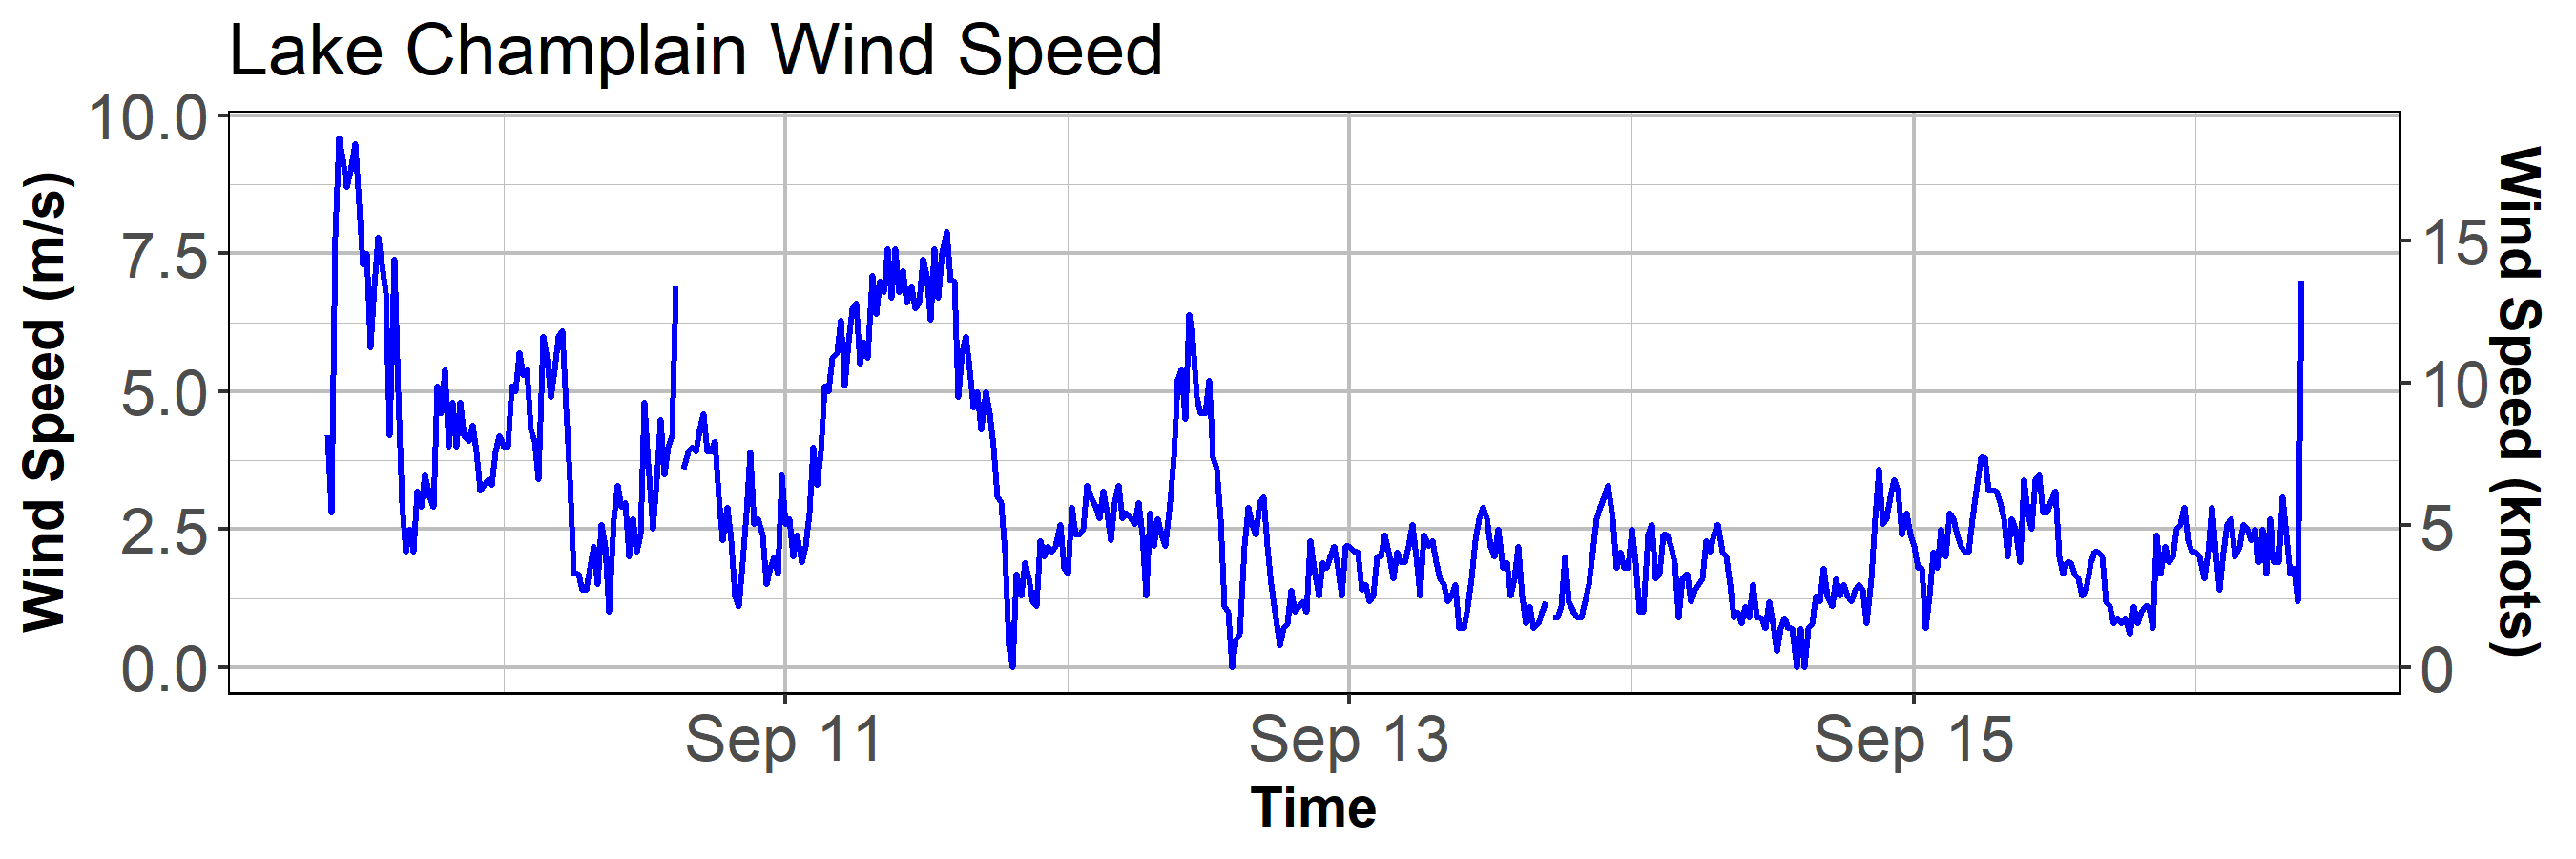 Lake Champlain Wind Speed
Wind Speed (m/s)
10.0
7.5
5.0
2.5
0.0
Wind Speed (knots)
15
10
5
0
Sep 11
Sep 13
Sep 15
Time